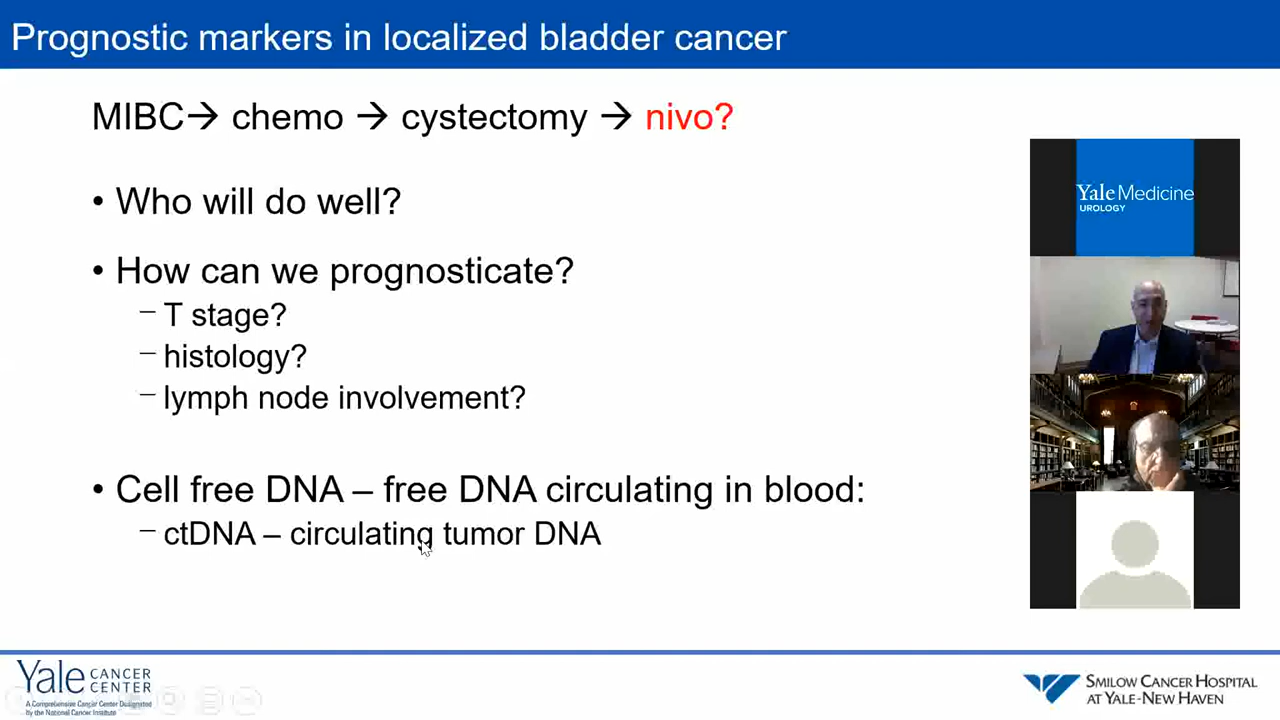 Prognostic markers in localized bladder cancer
MIBC→ chemo → cystectomy → nivo?
• Who will do well?
• How can we prognosticate?
– T stage?
– histology?
– lymph node involvement?
• Cell free DNA – free DNA circulating in blood:
– ctDNA – circulating tumor DNA
Yale Medicine
UROLOGY
Yale CANCER CENTER
A Comprehensive Cancer Center Designated
by the National Cancer Institute
SMILOW CANCER HOSPITAL
AT YALE-NEW HAVEN